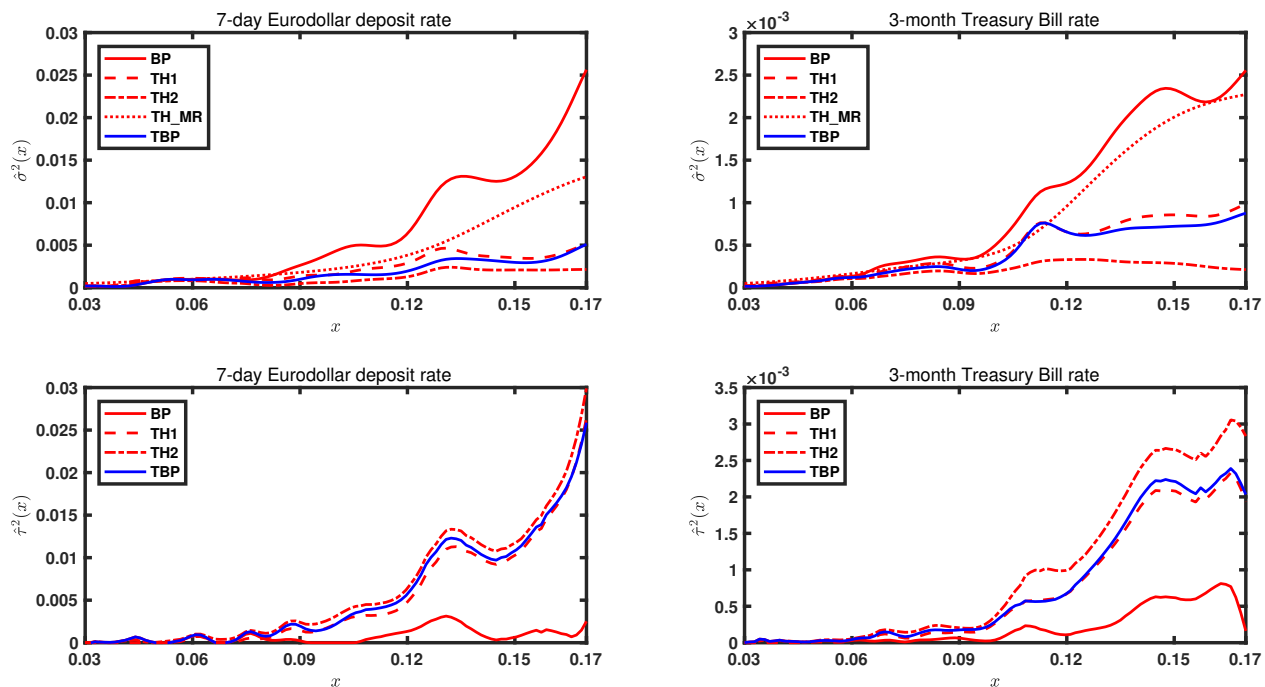 7-day Eurodollar deposit rate
0.03
0.025
0.02
0.015
0.01
0.005
0
σ̂²(x)
BP
TH1
TH2
TH_MR
TBP
0.03 0.06 0.09 0.12 0.15 0.17
x
3-month Treasury Bill rate
×10⁻³
3
2.5
2
1.5
1
0.5
0
σ̂²(x)
BP
TH1
TH2
TH_MR
TBP
0.03 0.06 0.09 0.12 0.15 0.17
x
7-day Eurodollar deposit rate
0.03
0.025
0.02
0.015
0.01
0.005
0
τ̂²(x)
BP
TH1
TH2
TBP
0.03 0.06 0.09 0.12 0.15 0.17
x
3-month Treasury Bill rate
×10⁻³
3.5
3
2.5
2
1.5
1
0.5
0
τ̂²(x)
BP
TH1
TH2
TBP
0.03 0.06 0.09 0.12 0.15 0.17
x